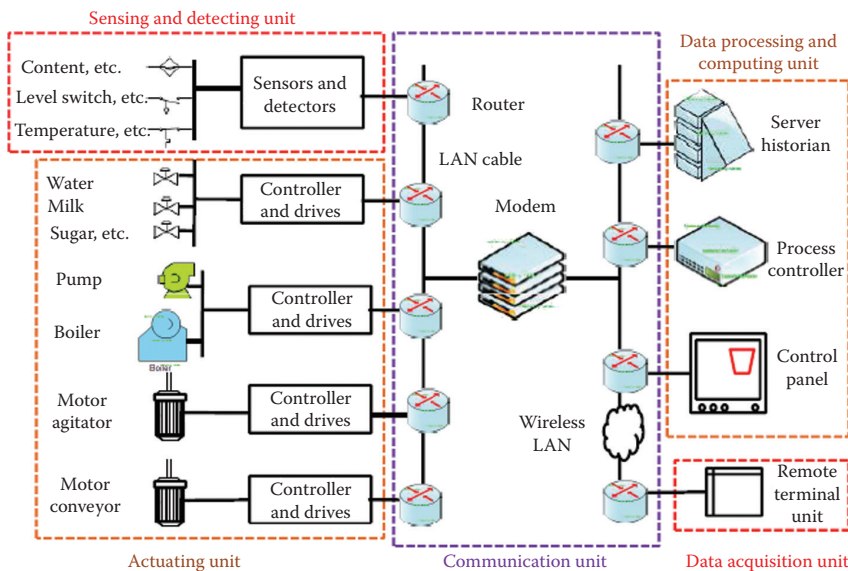 Sensing and detecting unit
Content, etc.
Level switch, etc.
Temperature, etc.
Sensors and
detectors
Router
LAN cable
Water
Milk
Sugar, etc.
Controller
and drives
Pump
Boiler
Boiler
Controller
and drives
Motor
agitator
Controller
and drives
Motor
conveyor
Controller
and drives
Actuating unit
Modem
Wireless
LAN
Communication unit
Data processing and
computing unit
Server
historian
Process
controller
Control
panel
Remote
terminal
unit
Data acquisition unit